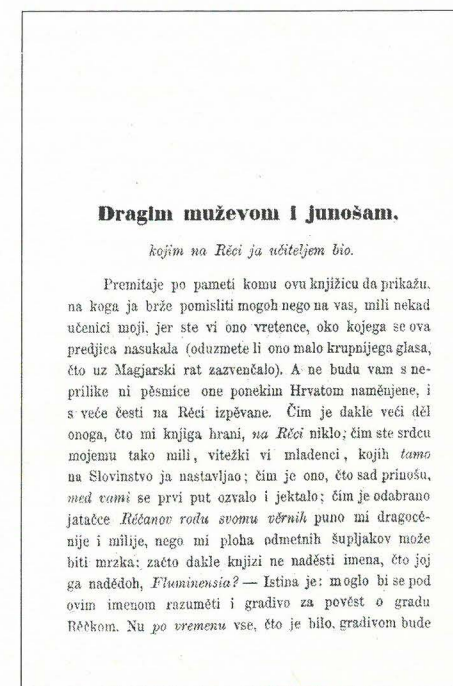 Dragim muževom i junošam,
kojim na Rěci ja učiteljem bio.
Premitaje po pameti komu ovu knjižicu da prikažu,
na koga ja brže pomisliti mogoh nego na vas, mili nekad
učenici moji, jer ste vi ono vretence, oko kojega se ova
predjica nasukala (oduzmete li ono malo krupnijega glasa,
čto uz Magjarski rat zazvenčalo). A ne budu vam s ne-
prilike ni pěsmice one ponekim Hrvatom naměnjene, i
s veće česti na Rěci izpěvane. Čim je dakle veći děl
onoga, čto mi knjiga hrani, na Rěci niklo; čim ste srdcu
mojemu tako mili, vitežki vi mladenci, kojih tamo
na Slovinstvo ja nastavljao; čim je ono, čto sad prinošu,
med vami se prvi put ozvalo i jektalo; čim je odabrano
jatačce Rěčanov rodu svomu věrnih puno mi dragocě-
nije i milije, nego mi ploha odmetnih šupljakov može
biti mrzka: začto dakle knjizi ne naděsti imena, čto joj
ga nadědoh, Fluminensia? — Istina je: moglo bi se pod
ovim imenom razuměti i gradivo za pověst o gradu
Rěčkom. Nu po vremenu vse, čto je bilo, gradivom bude